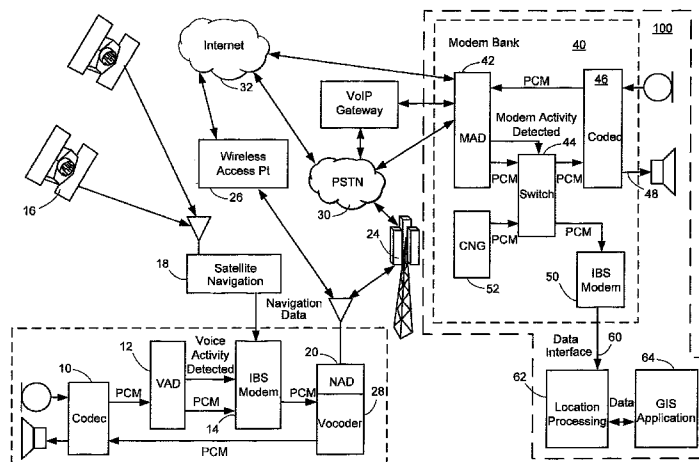 100
Modem Bank
40
Internet
32
42
46
VoIP
Gateway
PCM
Modem Activity
Detected
44
MAD
Codec
Wireless
Access Pt
26
PSTN
30
PCM
Switch
PCM
48
16
24
CNG
PCM
PCM
52
18
Satellite
Navigation
IBS
Modem
50
Navigation
Data
Data
Interface
60
12
Voice
Activity
Detected
20
NAD
10
VAD
IBS
Modem
28
62
64
Codec
PCM
PCM
14
PCM
Vocoder
PCM
Location
Processing
Data
GIS
Application